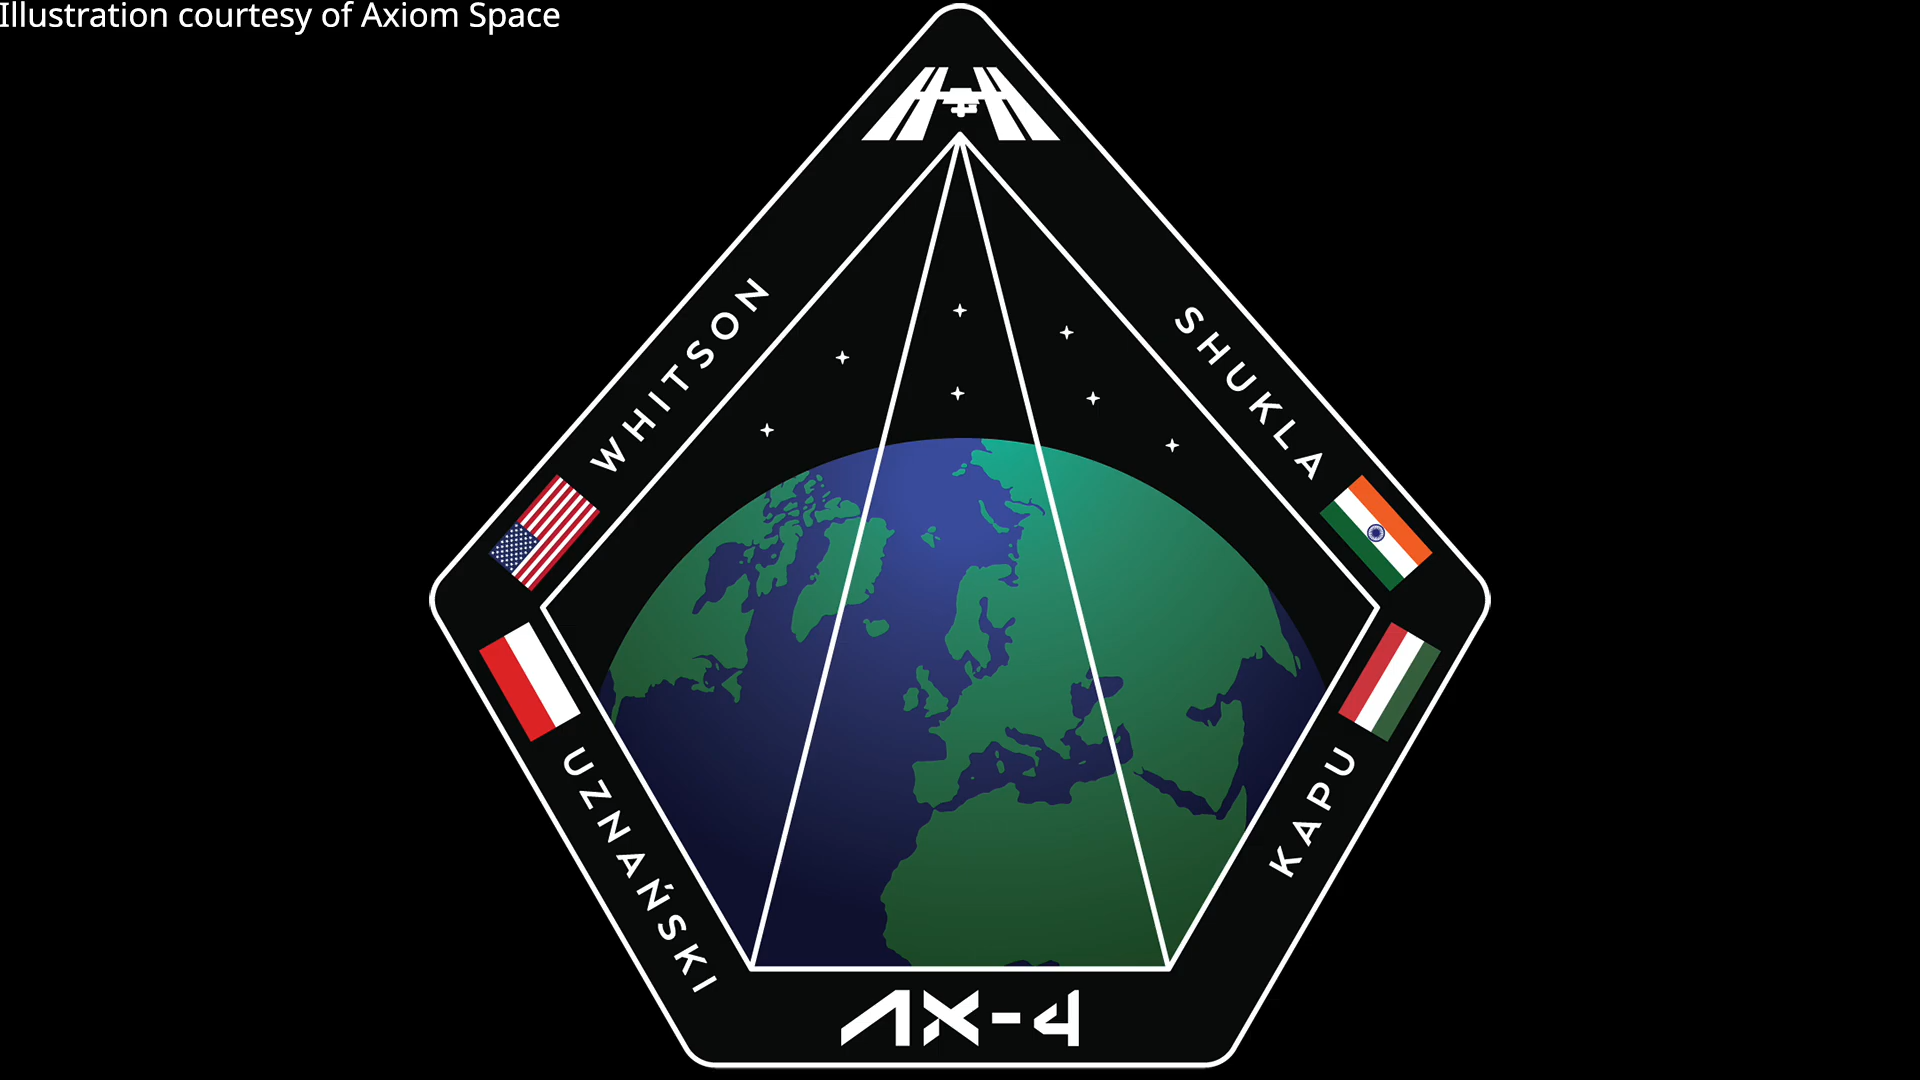 Illustration courtesy of Axiom Space
WHITSON
SHUKLA
UZNAŃSKI
KAPU
AX-4